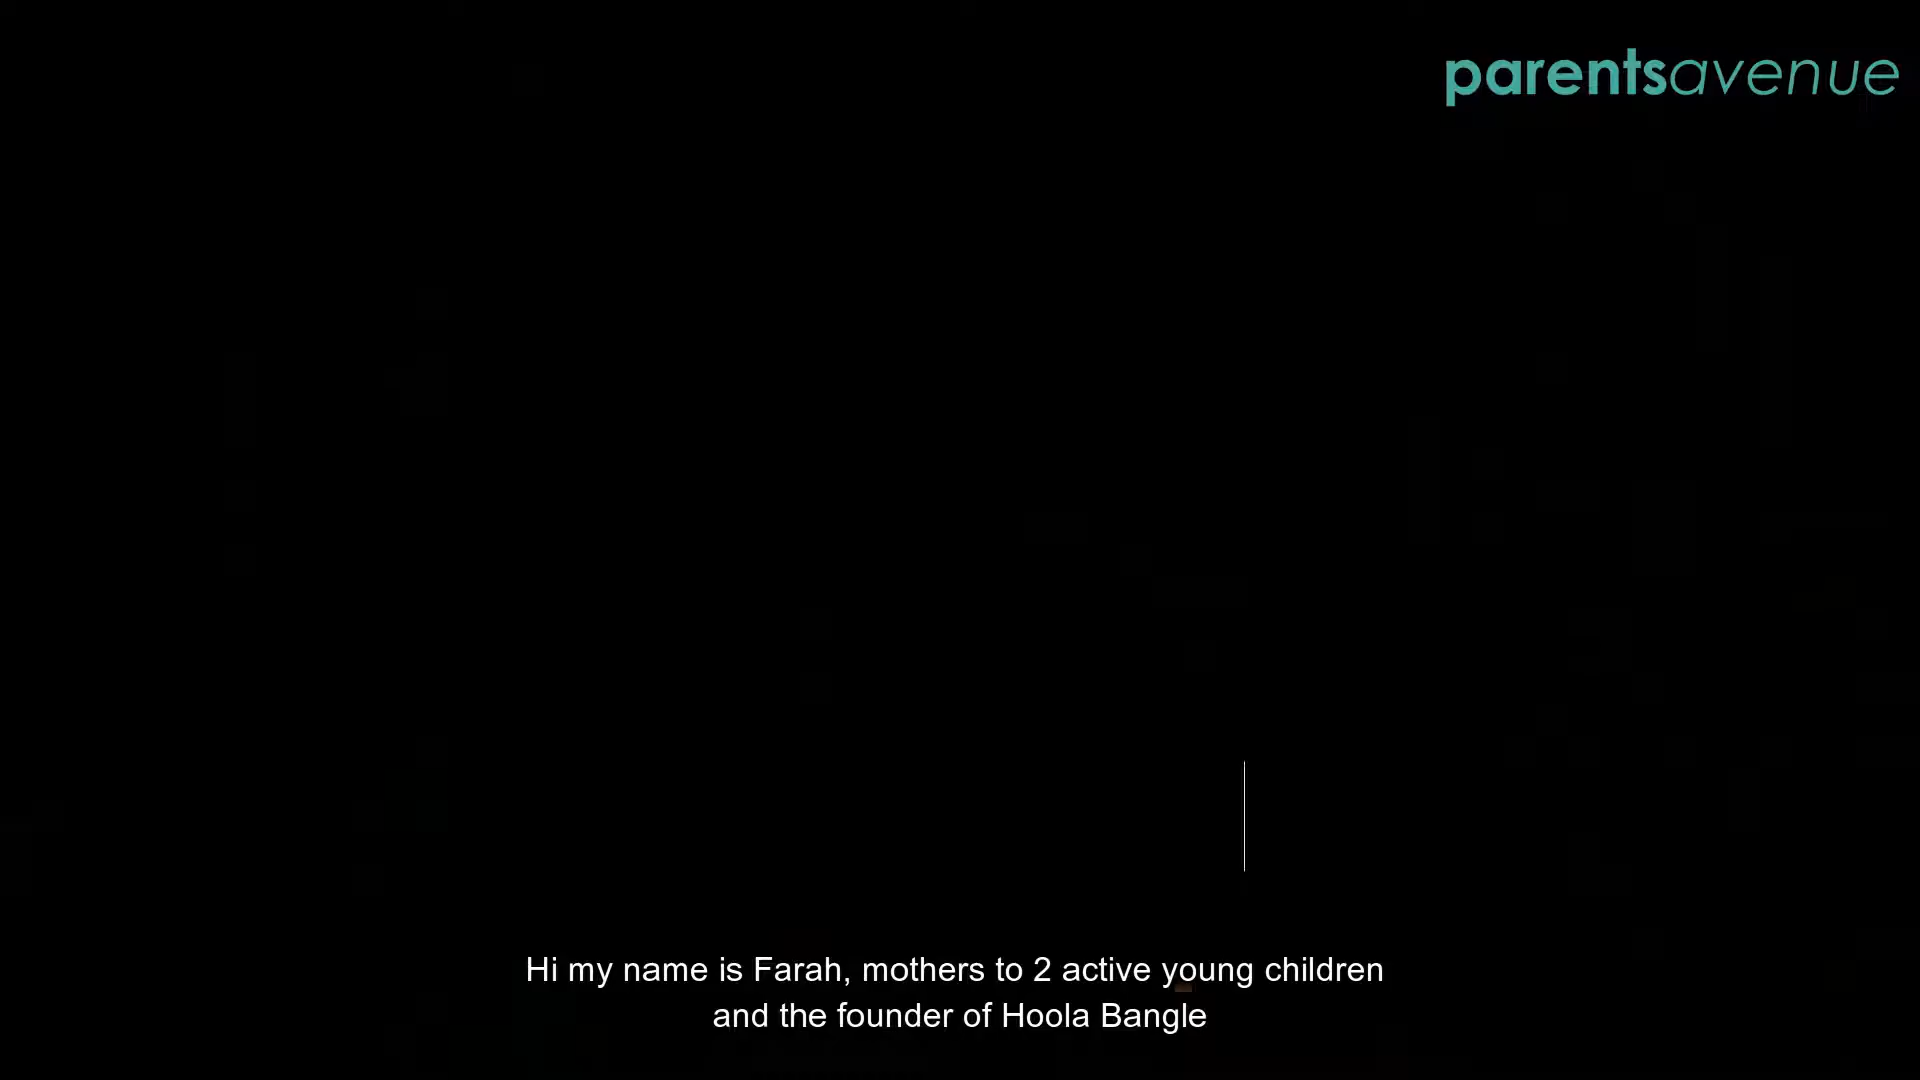 parentsavenue
Hi my name is Farah, mothers to 2 active young children
and the founder of Hoola Bangle